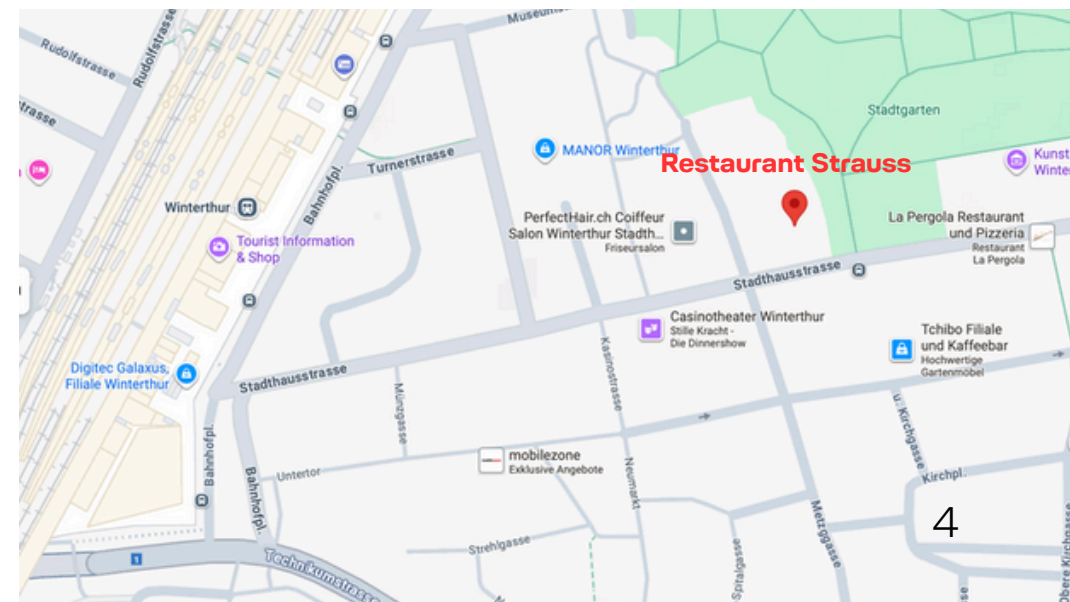 Museums
Rudolfstrasse
Rudolfstrasse
trasse
Stadtgarten
Turnerstrasse
MANOR Winterthur
Restaurant Strauss
Kunst
Winte
Bahnhofpl.
Winterthur
PerfectHair.ch Coiffeur
Salon Winterthur Stadth...
Friseursalon
La Pergola Restaurant
und Pizzeria
Restaurant
La Pergola
Tourist Information
& Shop
Stadthausstrasse
Casinotheater Winterthur
Stille Kracht -
Die Dinnershow
Tchibo Filiale
und Kaffeebar
Hochwertige
Gartenmöbel
Kasinostrasse
Digitec Galaxus,
Filiale Winterthur
Stadthausstrasse
Münzgasse
u. Kirchgasse
Bahnhofpl.
Bahnhofpl.
Untertor
mobilezone
Exklusive Angebote
Neumarkt
Kirchpl.
Metzggasse
4
Strehlgasse
Spitalgasse
Obere Kirchgasse
1
Technikumstrasse